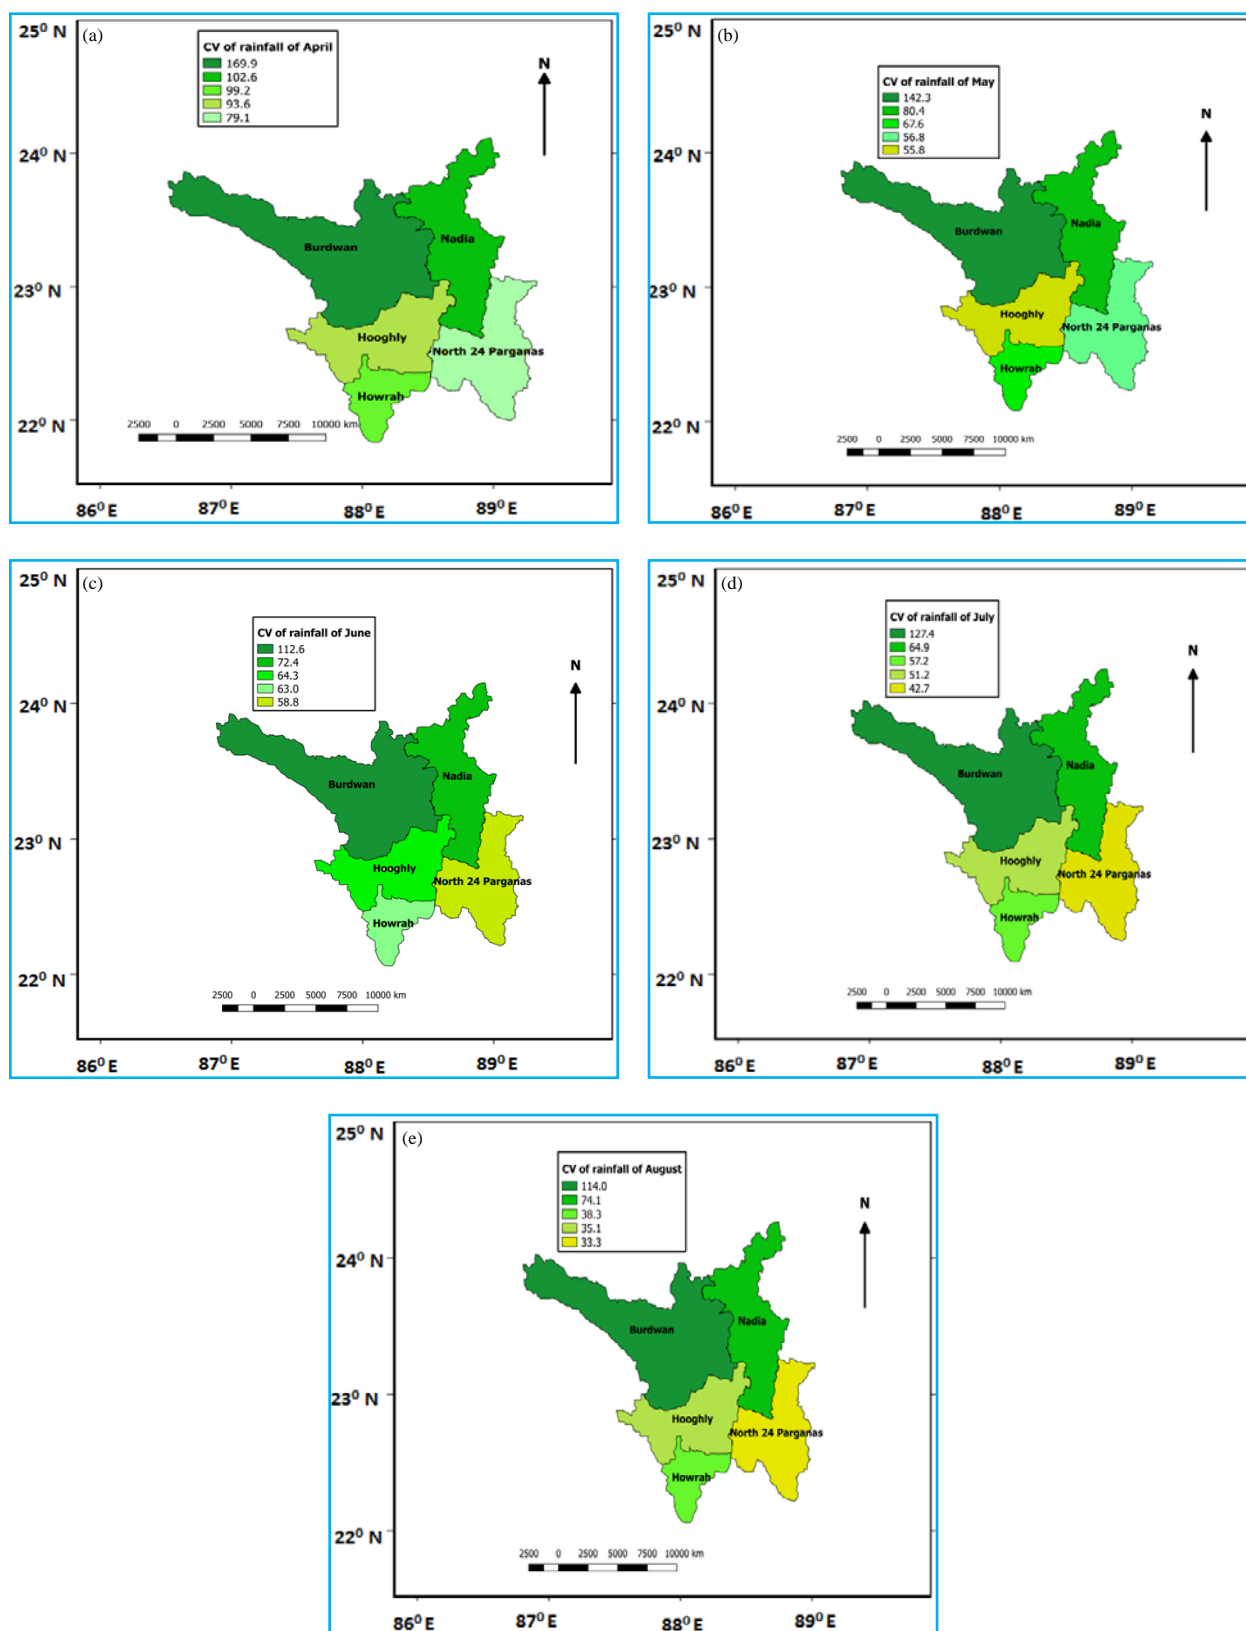 25⁰ N
(a)
CV of rainfall of April
169.9
102.6
99.2
93.6
79.1
N
24⁰ N
Nadia
Burdwan
23⁰ N
Hooghly
North 24 Parganas
Howrah
22⁰ N
2500 0 2500 5000 7500 10000 km
86⁰ E 87⁰ E 88⁰ E 89⁰ E
25⁰ N
(b)
CV of rainfall of May
142.3
80.4
67.6
56.8
55.8
N
24⁰ N
Nadia
Burdwan
23⁰ N
Hooghly
North 24 Parganas
Howrah
22⁰ N
2500 0 2500 5000 7500 10000 km
86⁰ E 87⁰ E 88⁰ E 89⁰ E
25⁰ N
(c)
CV of rainfall of June
112.6
72.4
64.3
63.0
58.8
N
24⁰ N
Nadia
Burdwan
23⁰ N
Hooghly
North 24 Parganas
Howrah
22⁰ N
2500 0 2500 5000 7500 10000 km
86⁰ E 87⁰ E 88⁰ E 89⁰ E
25⁰ N
(d)
CV of rainfall of July
127.4
64.9
57.2
51.2
42.7
N
24⁰ N
Nadia
Burdwan
23⁰ N
Hooghly
North 24 Parganas
Howrah
22⁰ N
2500 0 2500 5000 7500 10000 km
86⁰ E 87⁰ E 88⁰ E 89⁰ E
25⁰ N
(e)
CV of rainfall of August
114.0
74.1
38.3
35.1
33.3
N
24⁰ N
Nadia
Burdwan
23⁰ N
Hooghly
North 24 Parganas
Howrah
22⁰ N
2500 0 2500 5000 7500 10000 km
86⁰ E 87⁰ E 88⁰ E 89⁰ E